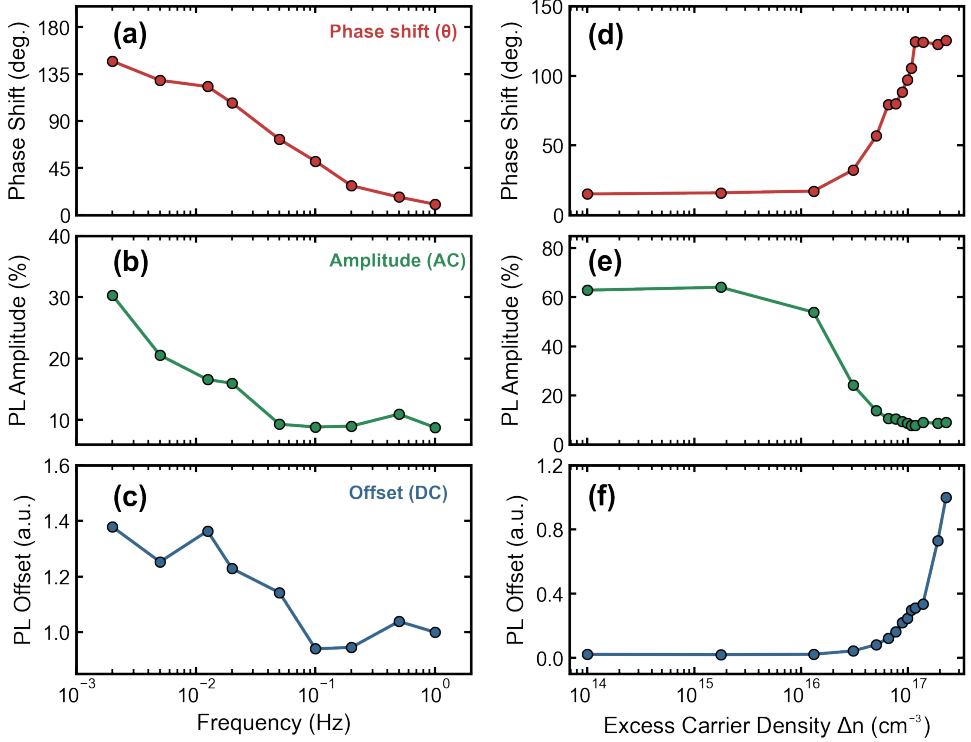 (a)
Phase shift (θ)
Phase Shift (deg.)
180
135
90
45
0
(b)
Amplitude (AC)
PL Amplitude (%)
40
30
20
10
(c)
Offset (DC)
PL Offset (a.u.)
1.6
1.4
1.2
1.0
10⁻³
10⁻²
10⁻¹
10⁰
Frequency (Hz)
(d)
Phase Shift (deg.)
150
100
50
0
(e)
PL Amplitude (%)
80
60
40
20
0
(f)
PL Offset (a.u.)
1.2
0.8
0.4
0.0
10¹⁴
10¹⁵
10¹⁶
10¹⁷
Excess Carrier Density Δn (cm⁻³)